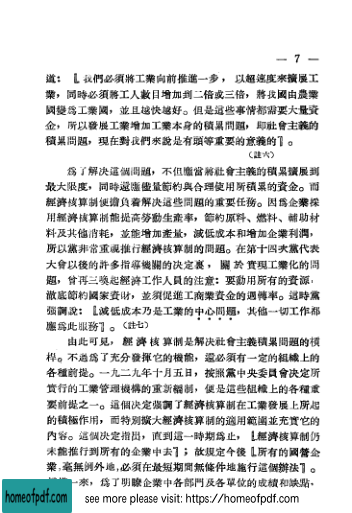 — 7 —
道：『我們必須將工業向前推進一步，以超速度來擴展工
業，同時必須將工人數目增加到二倍或三倍，將我國由農業
國變爲工業國，並且越快越好。但是這些事情都需要大量資
金，所以發展工業增加工業本身的積累問題，即社會主義的
積累問題，現在對我們來說是有頭等重要的意義的』。
（註六）
爲了解決這個問題，不但應當將社會主義的積累擴展到
最大限度，同時還應儘量節約與合理使用所積累的資金。而
經濟核算制便擔負着解決這些問題的重要任務。因爲企業採
用經濟核算制能提高勞動生產率，節約原料、燃料、輔助材
料及其他消耗，並能增加產量，減低成本和增加企業利潤，
所以黨非常重視推行經濟核算制的問題。在第十四次黨代表
大會以後的許多指導機關的決定裏，關於實現工業化的問
題，曾再三喚起經濟工作人員的注意：要動用所有的資源，
徹底節約國家資財，並須促進工商業資金的週轉率。這時黨
强調說：『減低成本乃是工業的中心問題，其他一切工作都
應爲此服務』。（註七）
由此可見，經濟核算制是解決社會主義積累問題的槓
桿。不過爲了充分發揮它的機能，還必須有一定的組織上的
各種前提。一九二九年十二月五日，按照黨中央委員會決定所
實行的工業管理機構的重新編制，便是這些組織上的各種重
要前提之一。這個決定强調了經濟核算制在工業發展上所起
的積極作用，而特別擴大經濟核算制的適用範圍並充實它的
內容。這個決定指出，直到這一時期爲止，『經濟核算制仍
未能推行到所有的企業中去』；故規定今後『所有的國營企
業，毫無例外地，必須在最短期間無條件地施行這個辦法』。
一來，爲了明瞭企業中各部門及各單位的成績和缺點，
homeofpdf.com
see more please visit: https://homeofpdf.com